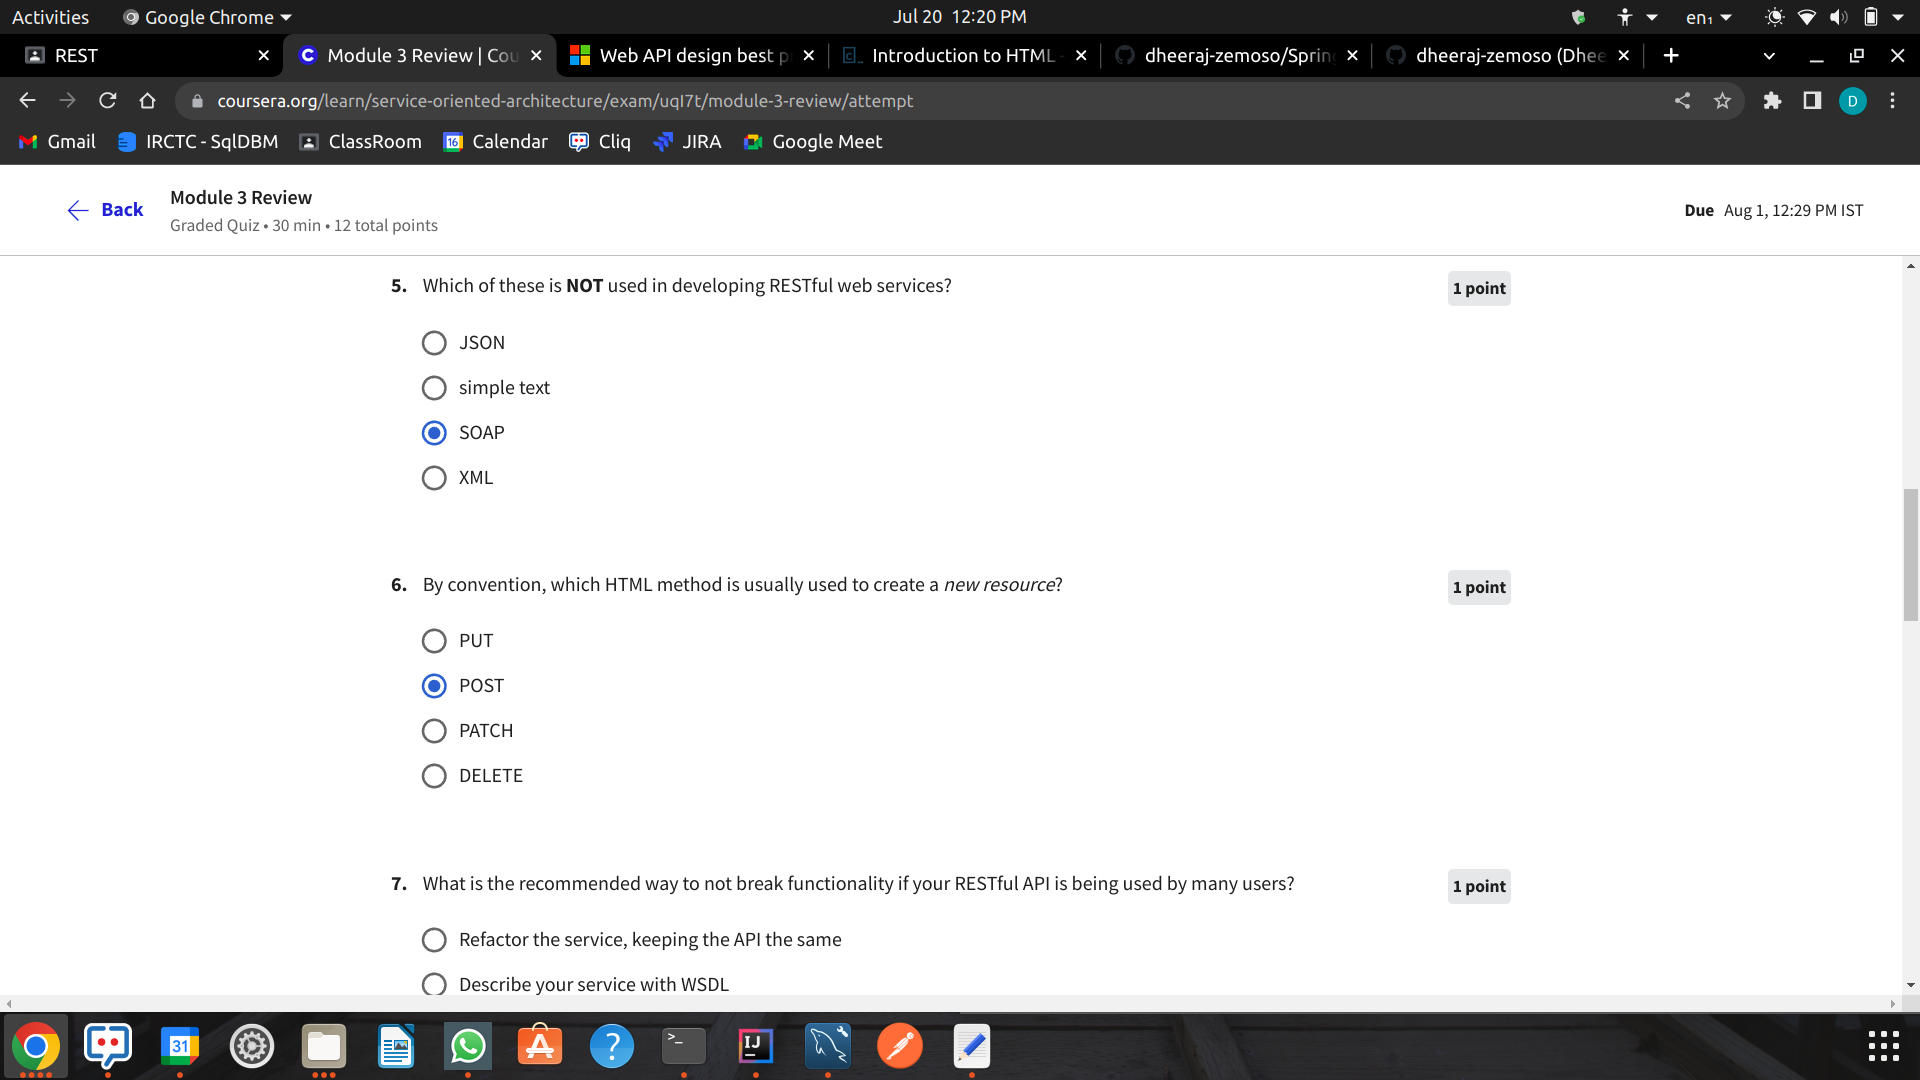 Activities Google Chrome Jul 20 12:20 PM en₁
REST Module 3 Review | Cou Web API design best p Introduction to HTML - dheeraj-zemoso/Spring dheeraj-zemoso (Dhee
coursera.org/learn/service-oriented-architecture/exam/uqI7t/module-3-review/attempt D
Gmail IRCTC - SqlDBM ClassRoom 16 Calendar Cliq JIRA Google Meet
Back
Module 3 Review
Graded Quiz • 30 min • 12 total points
Due Aug 1, 12:29 PM IST
5. Which of these is NOT used in developing RESTful web services? 1 point
JSON
simple text
SOAP
XML
6. By convention, which HTML method is usually used to create a new resource? 1 point
PUT
POST
PATCH
DELETE
7. What is the recommended way to not break functionality if your RESTful API is being used by many users? 1 point
Refactor the service, keeping the API the same
Describe your service with WSDL
31 ? >_ IJ